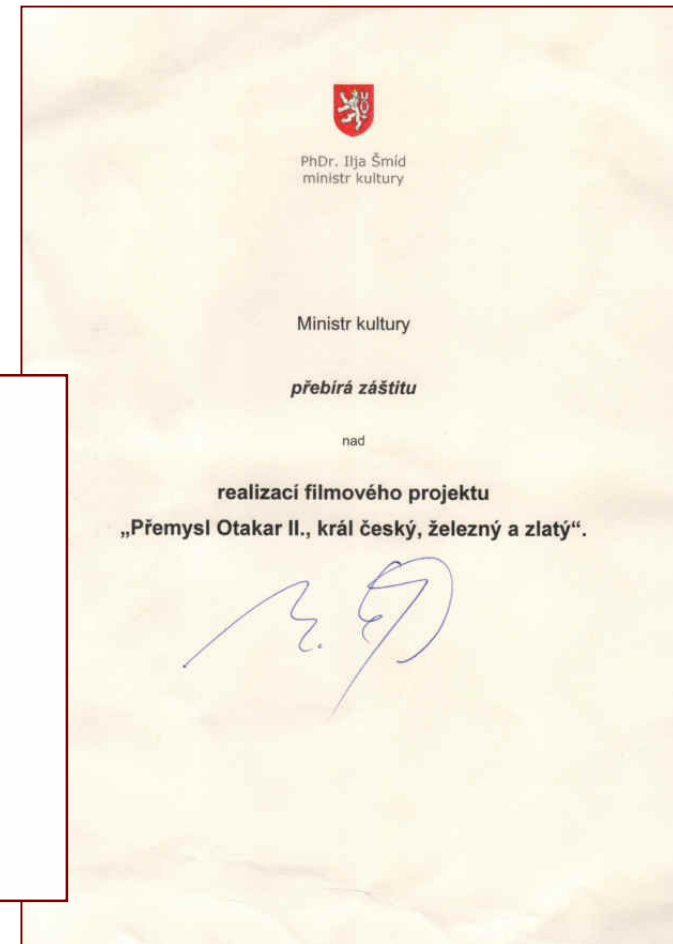 PhDr. Ilja Šmíd
ministr kultury
Ministr kultury
přebírá záštitu
nad
realizací filmového projektu
„Přemysl Otakar II., král český, železný a zlatý“.